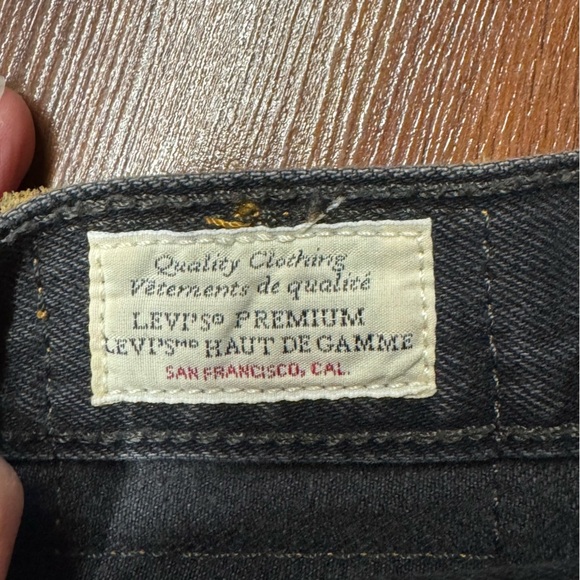 Quality Clothing
Vêtements de qualité
LEVI'S® PREMIUM
LEVI'Sᴹᴰ HAUT DE GAMME
SAN FRANCISCO, CAL.